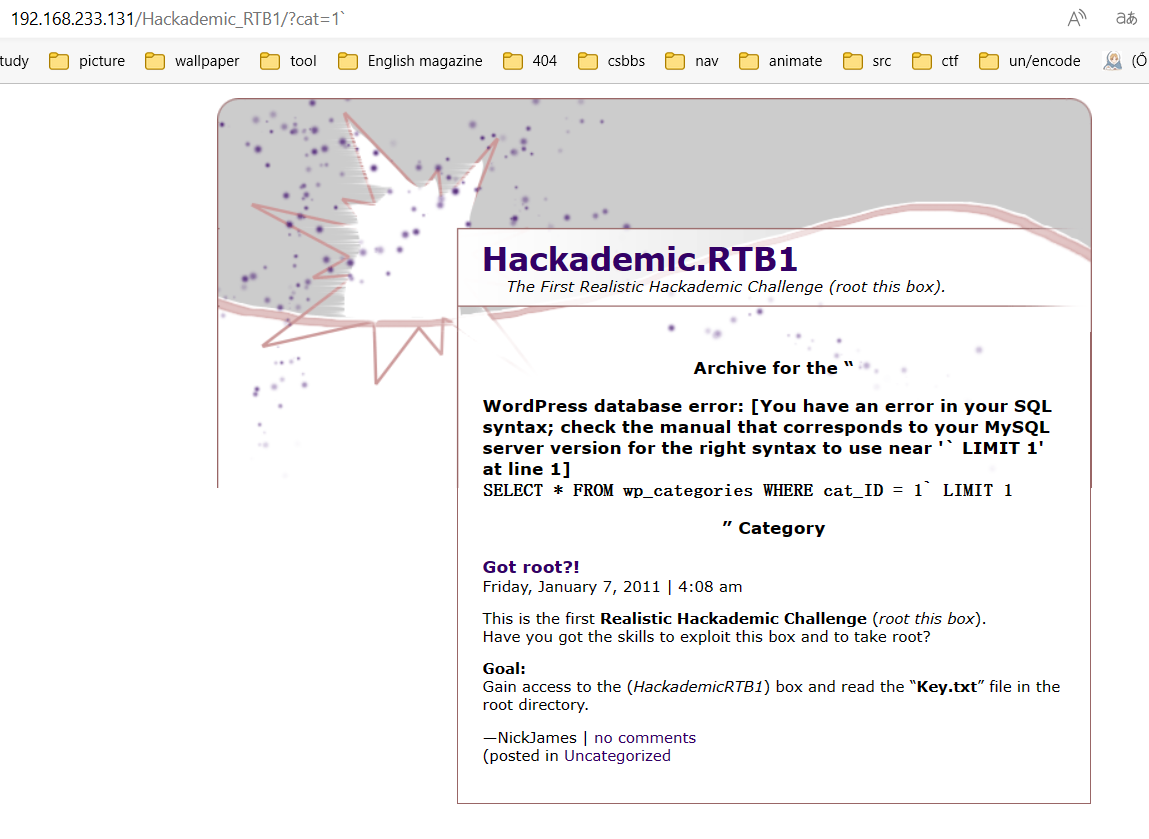 192.168.233.131/Hackademic_RTB1/?cat=1`
A あ
tudy picture wallpaper tool English magazine 404 csbbs nav animate src ctf un/encode (Ő
Hackademic.RTB1
The First Realistic Hackademic Challenge (root this box).
Archive for the “
WordPress database error: [You have an error in your SQL
syntax; check the manual that corresponds to your MySQL
server version for the right syntax to use near '` LIMIT 1'
at line 1]
SELECT * FROM wp_categories WHERE cat_ID = 1` LIMIT 1
” Category
Got root?!
Friday, January 7, 2011 | 4:08 am
This is the first Realistic Hackademic Challenge (root this box).
Have you got the skills to exploit this box and to take root?
Goal:
Gain access to the (HackademicRTB1) box and read the “Key.txt” file in the
root directory.
—NickJames | no comments
(posted in Uncategorized